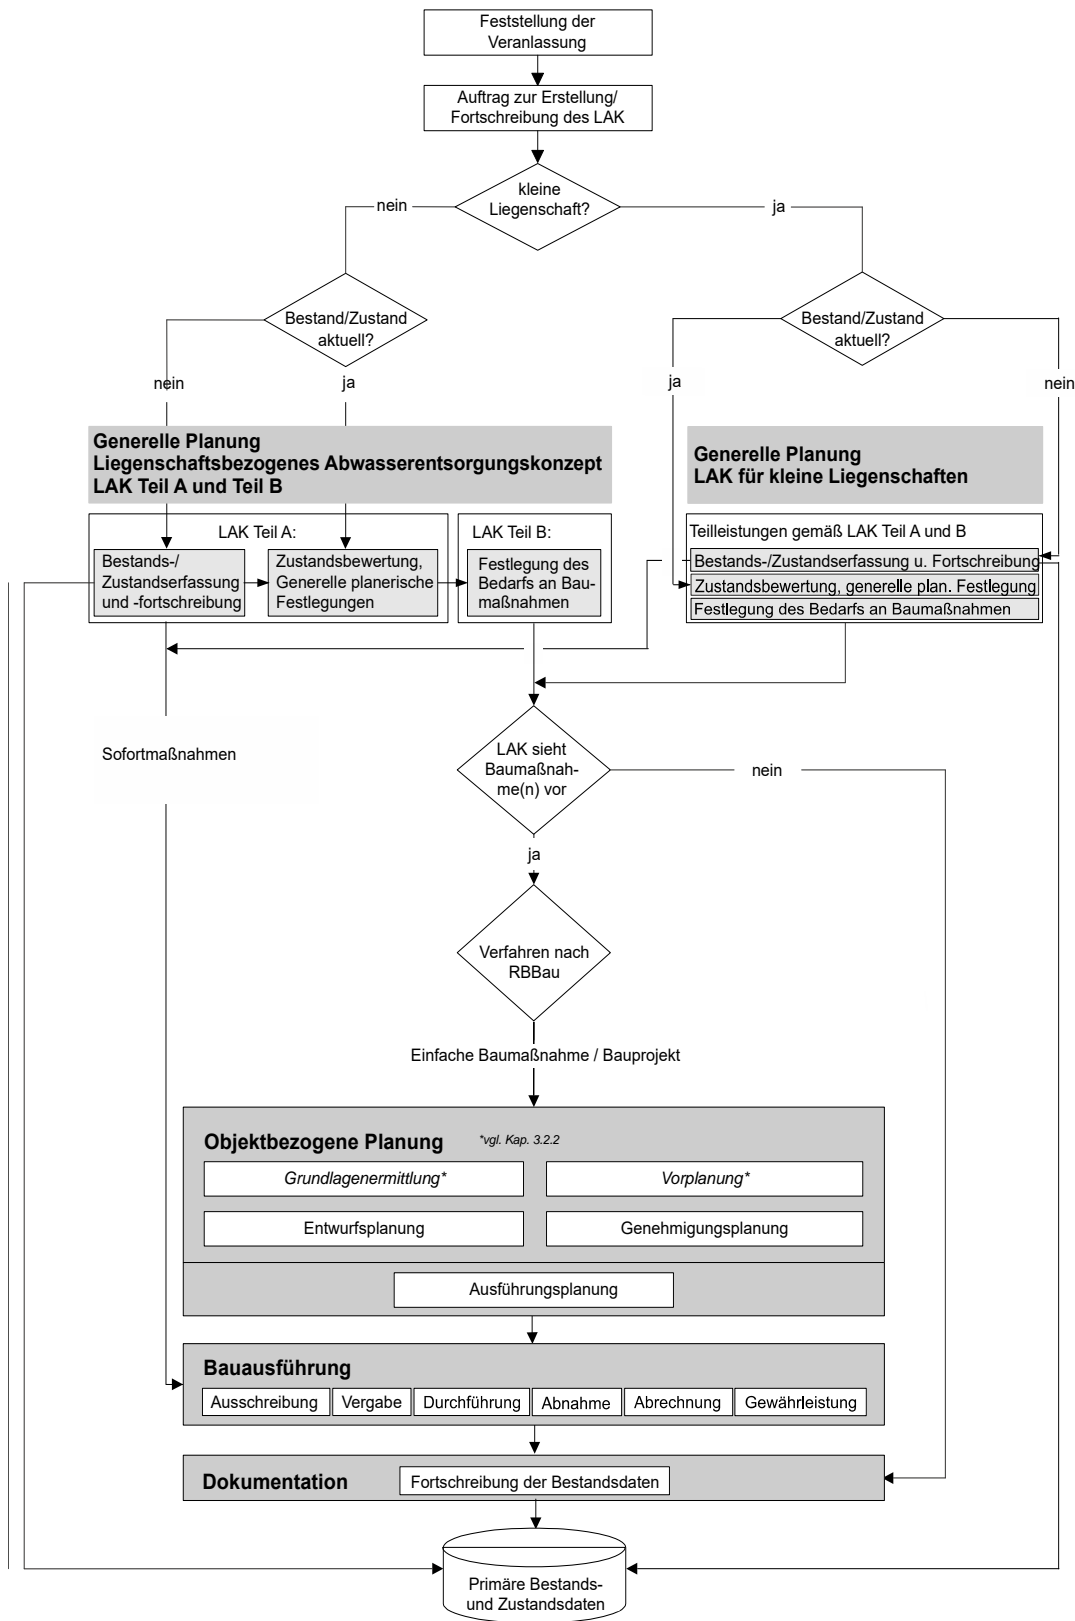 Feststellung der
Veranlassung
Auftrag zur Erstellung/
Fortschreibung des LAK
kleine
Liegenschaft?
nein
ja
Bestand/Zustand
aktuell?
Bestand/Zustand
aktuell?
nein
ja
ja
nein
Generelle Planung
Liegenschaftsbezogenes Abwasserentsorgungskonzept
LAK Teil A und Teil B
Generelle Planung
LAK für kleine Liegenschaften
LAK Teil A:
Bestands-/
Zustandserfassung
und -fortschreibung
Zustandsbewertung,
Generelle planerische
Festlegungen
LAK Teil B:
Festlegung des
Bedarfs an Bau-
maßnahmen
Teilleistungen gemäß LAK Teil A und B
Bestands-/Zustandserfassung u. Fortschreibung
Zustandsbewertung, generelle plan. Festlegung
Festlegung des Bedarfs an Baumaßnahmen
Sofortmaßnahmen
LAK sieht
Baumaßnah-
me(n) vor
nein
ja
Verfahren nach
RBBau
Einfache Baumaßnahme / Bauprojekt
Objektbezogene Planung *vgl. Kap. 3.2.2
Grundlagenermittlung* Vorplanung*
Entwurfsplanung Genehmigungsplanung
Ausführungsplanung
Bauausführung
Ausschreibung Vergabe Durchführung Abnahme Abrechnung Gewährleistung
Dokumentation Fortschreibung der Bestandsdaten
Primäre Bestands-
und Zustandsdaten